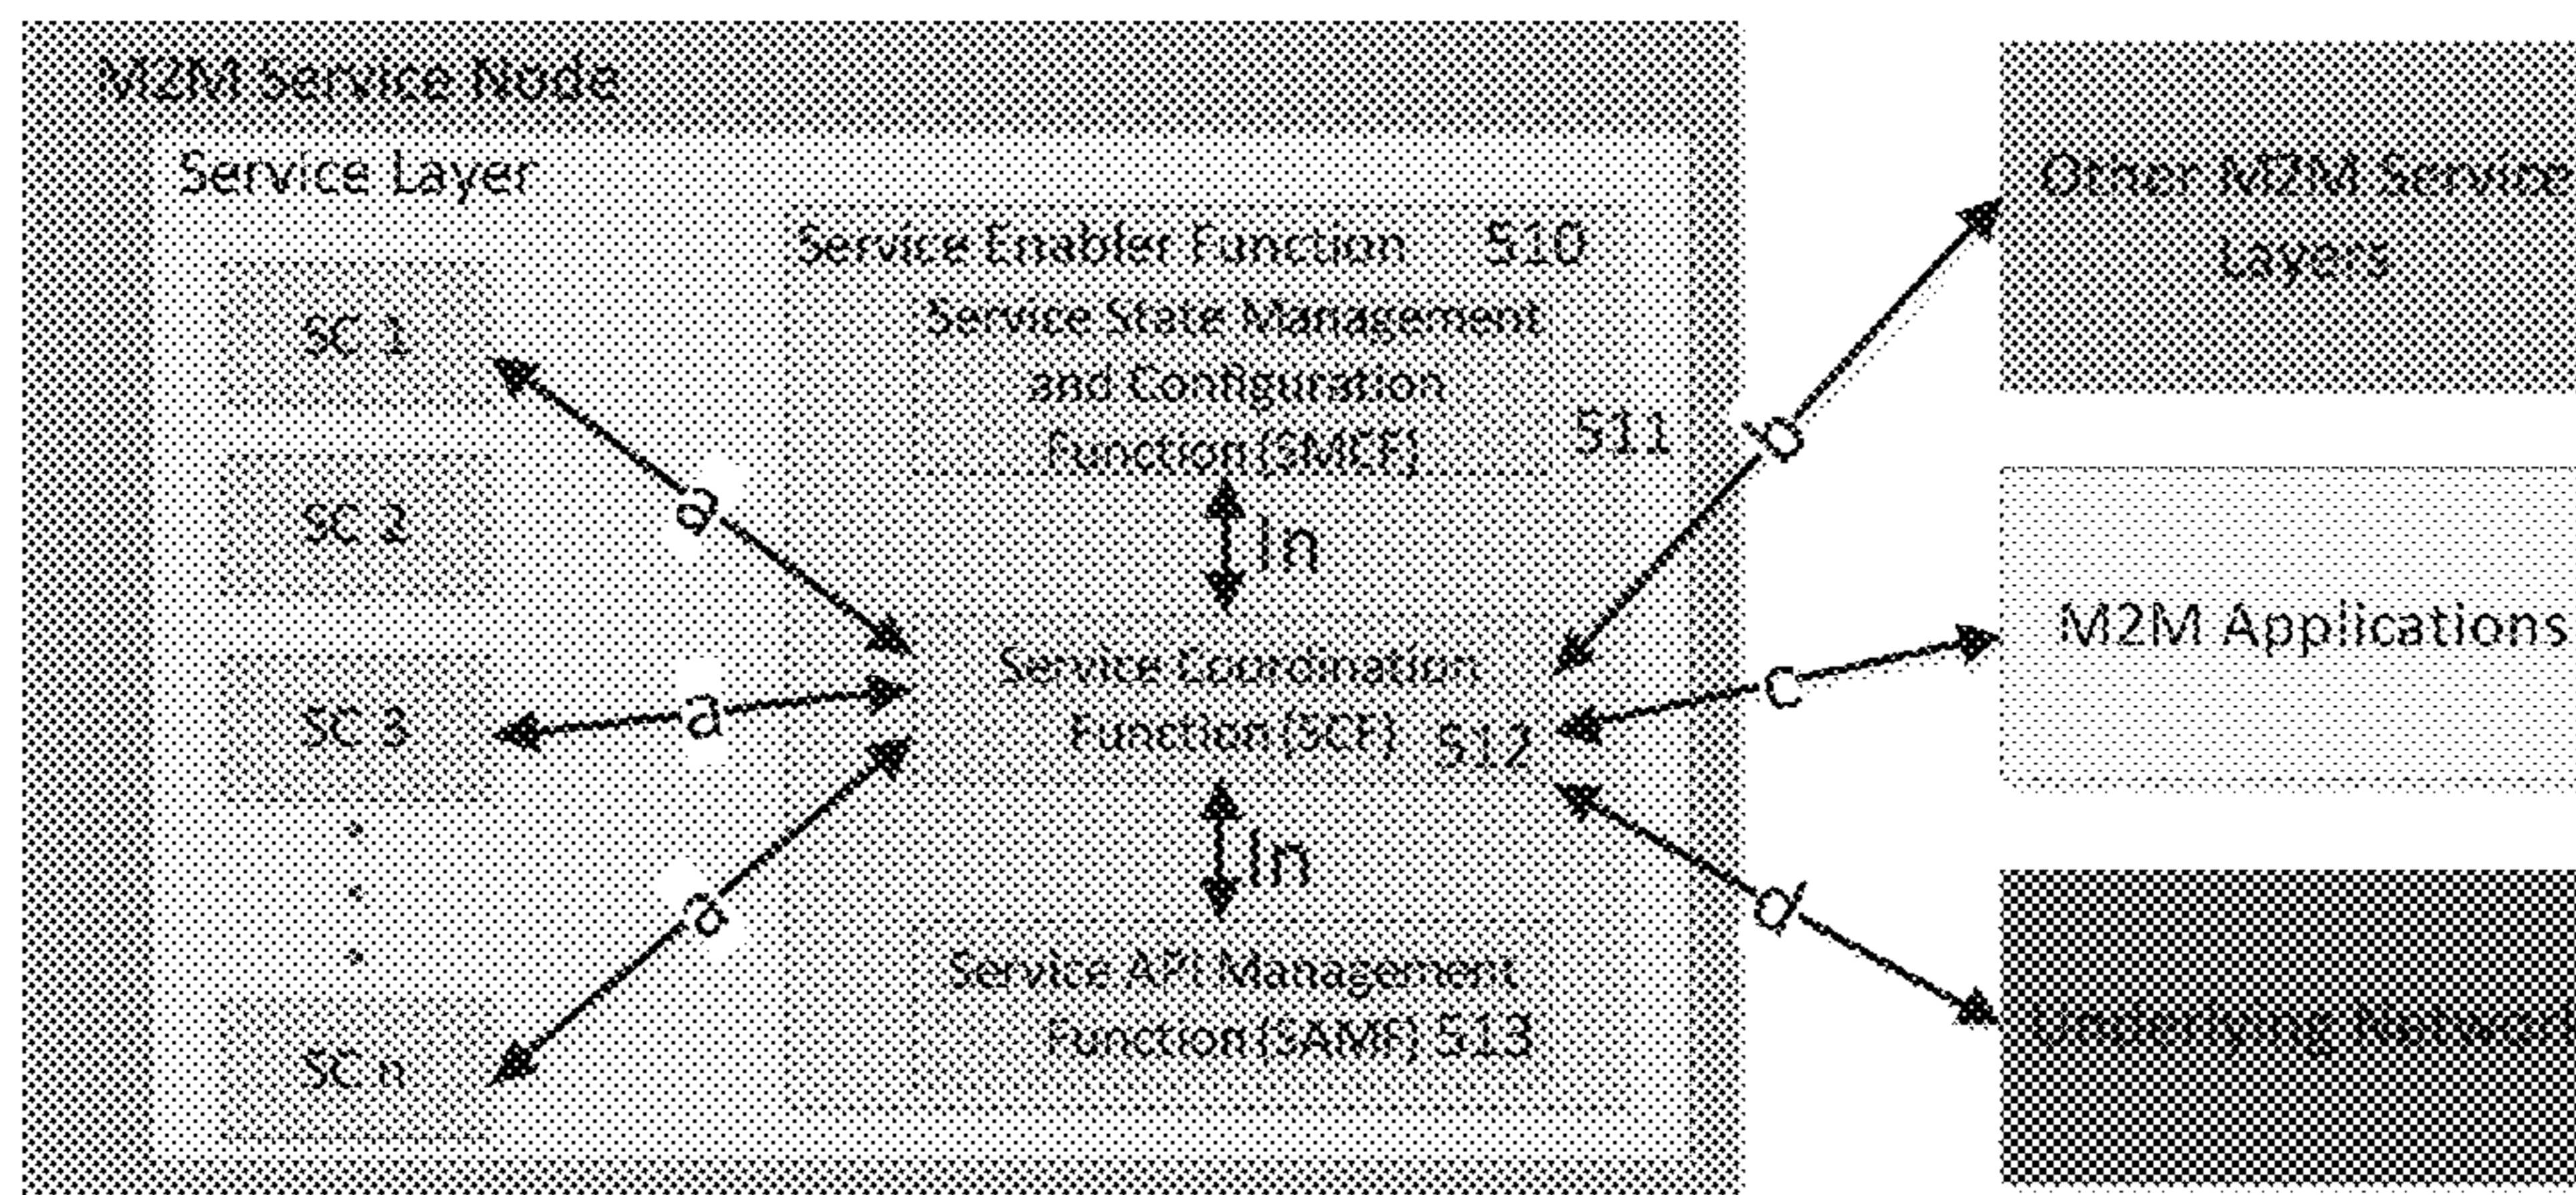 M2M Service Node
Service Layer
Service Enabler Function 510
Service State Management
and Configuration
Function (SMCF)
511
SC 1
SC 2
SC 3
SC n
a
a
a
In
Service Coordination
Function (SCF) 512
In
Service API Management
Function (SAMF) 513
b
c
d
Other M2M Service
Layers
M2M Applications
Underlying